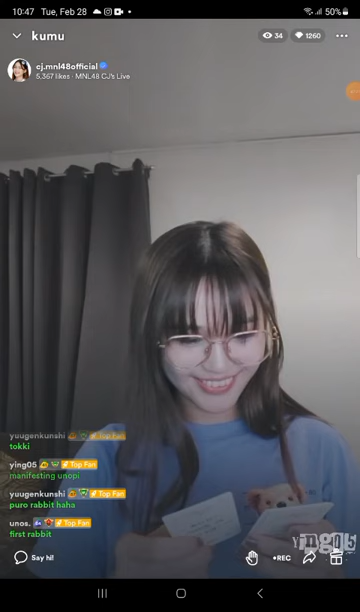 10:47 Tue, Feb 28 50%
kumu 34 1260
cj.mnl48official
5,367 likes · MNL48 CJ's Live
yuugenkunshi Top Fan
tokki
ying05 Top Fan
manifesting unopi
yuugenkunshi Top Fan
puro rabbit haha
unos. Top Fan
first rabbit
Say hi!
•REC